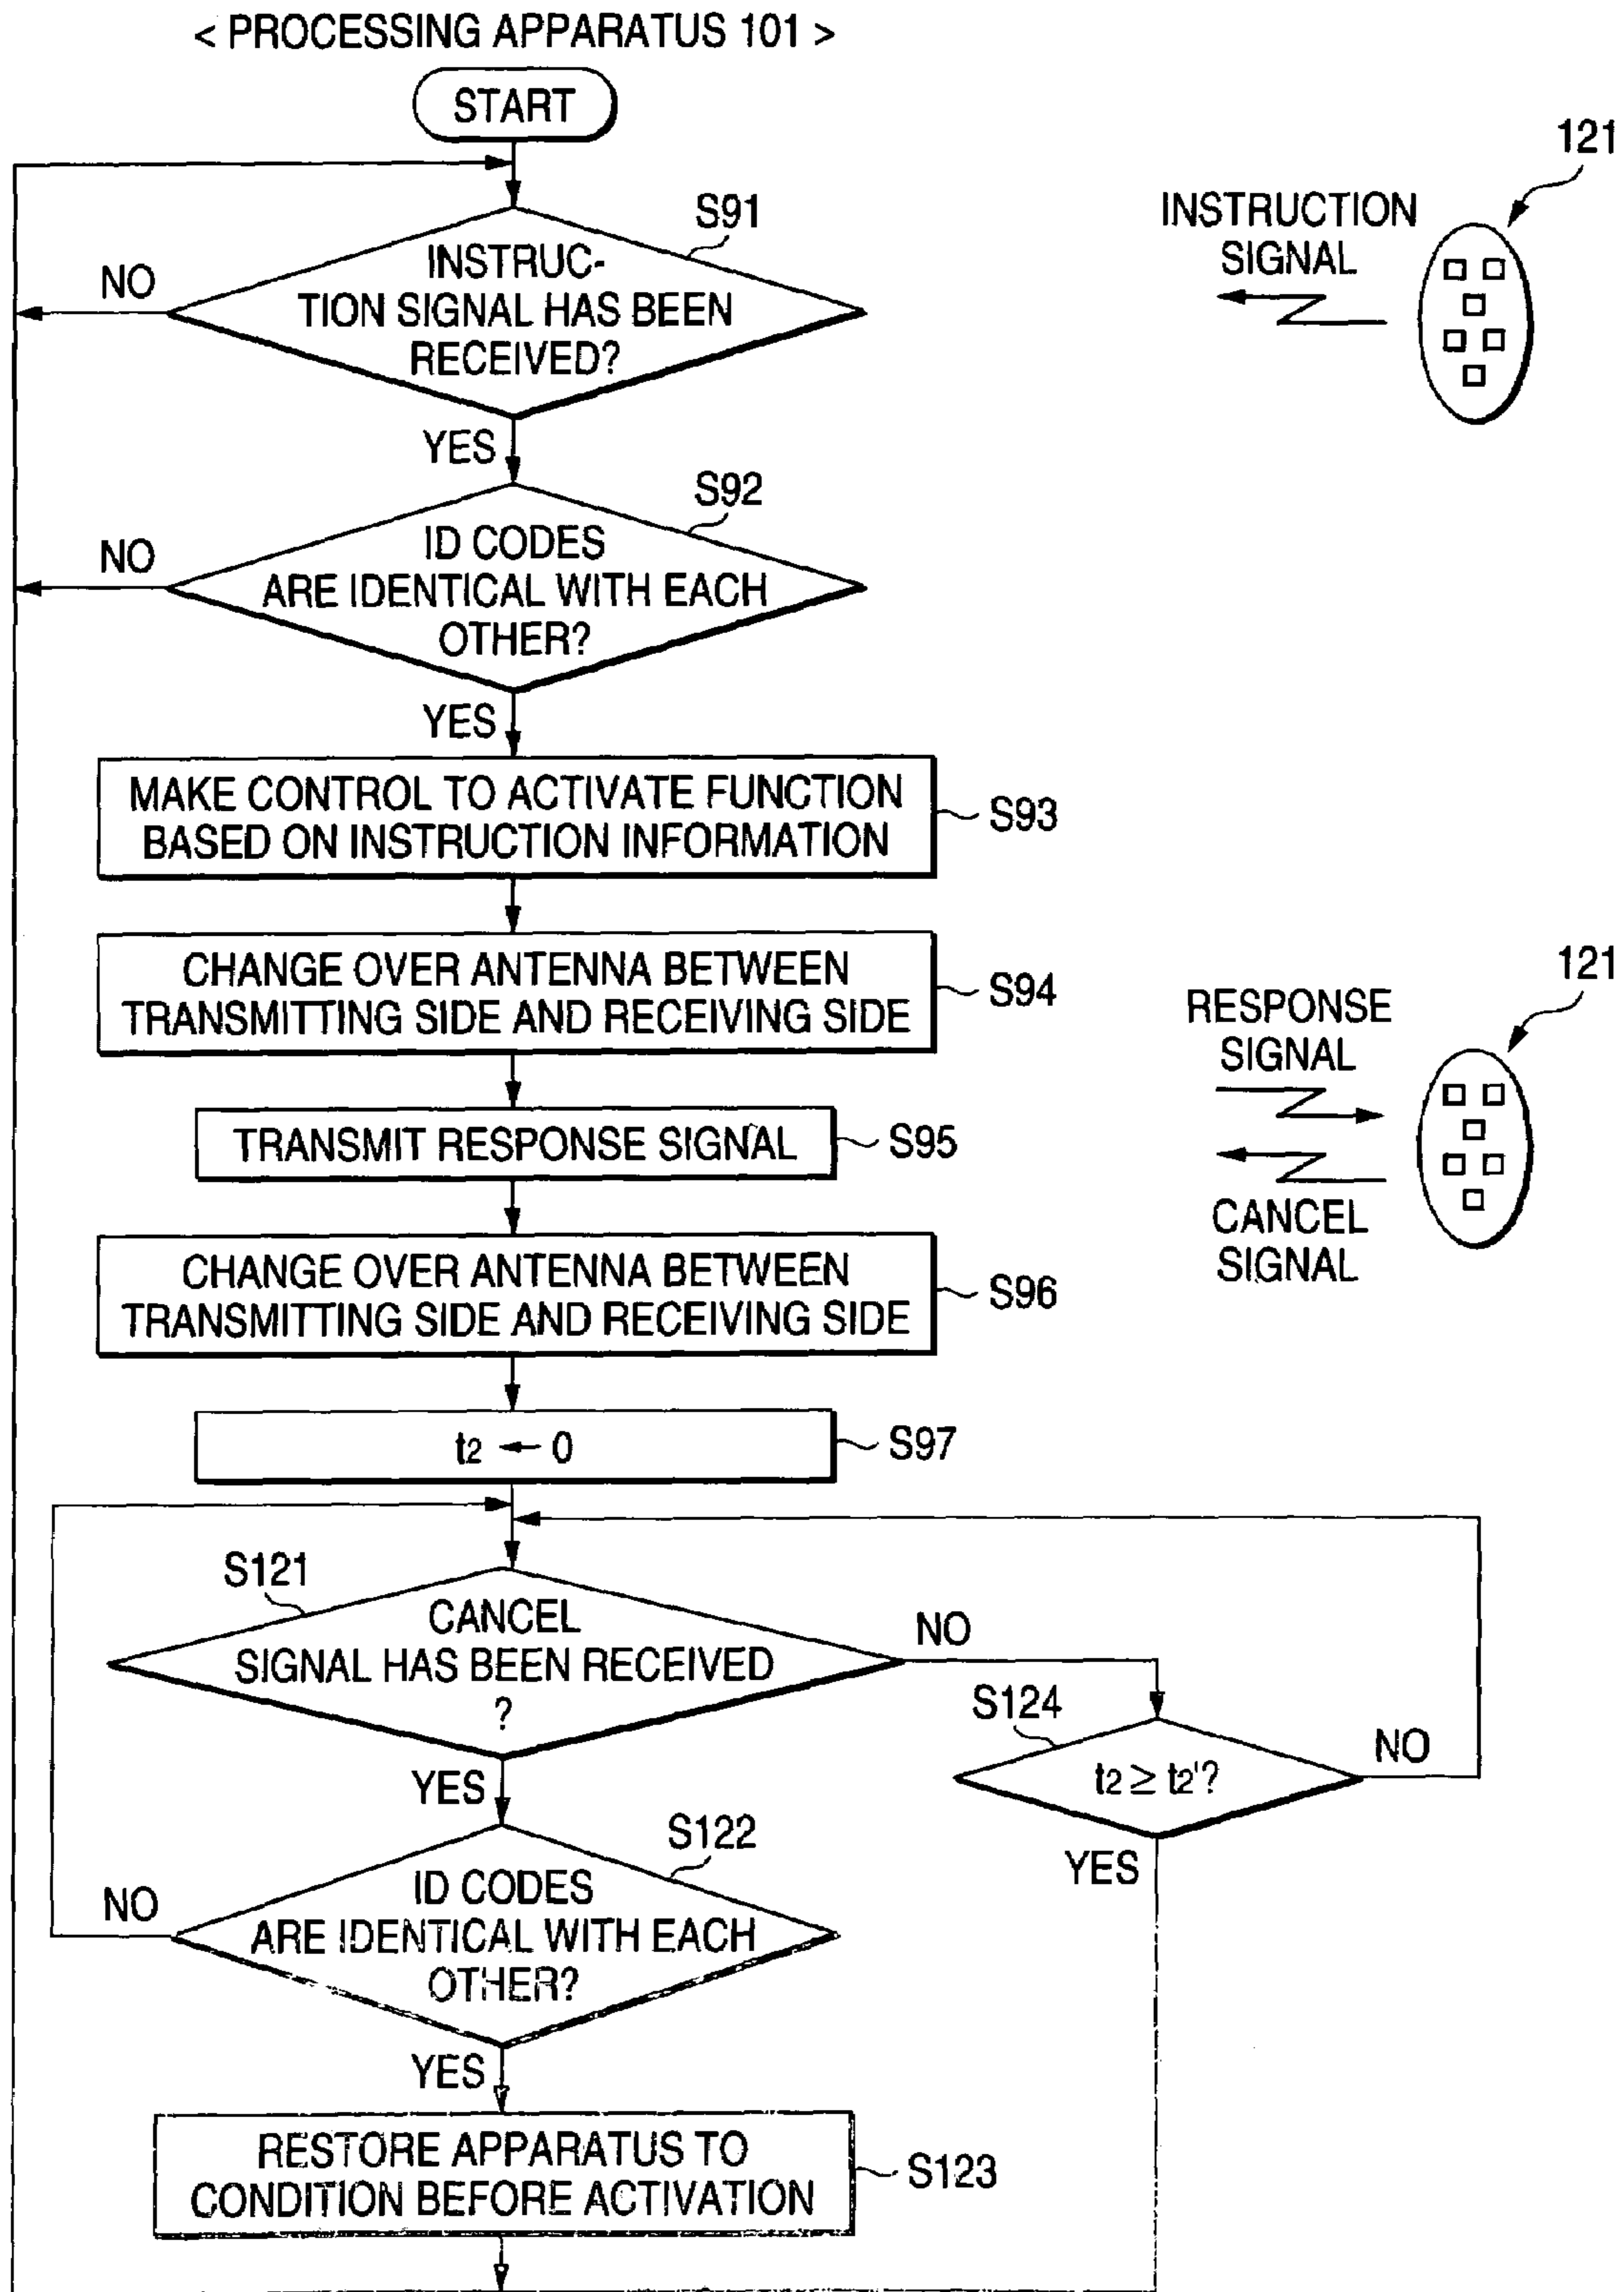 < PROCESSING APPARATUS 101 >
START
121
INSTRUCTION
SIGNAL
S91
INSTRUC-
TION SIGNAL HAS BEEN
RECEIVED?
NO
YES
S92
ID CODES
ARE IDENTICAL WITH EACH
OTHER?
NO
YES
MAKE CONTROL TO ACTIVATE FUNCTION
BASED ON INSTRUCTION INFORMATION
S93
CHANGE OVER ANTENNA BETWEEN
TRANSMITTING SIDE AND RECEIVING SIDE
S94
121
RESPONSE
SIGNAL
CANCEL
SIGNAL
TRANSMIT RESPONSE SIGNAL
S95
CHANGE OVER ANTENNA BETWEEN
TRANSMITTING SIDE AND RECEIVING SIDE
S96
t2 ← 0
S97
S121
CANCEL
SIGNAL HAS BEEN RECEIVED
?
NO
YES
S124
t2 ≥ t2'?
NO
YES
S122
ID CODES
ARE IDENTICAL WITH EACH
OTHER?
NO
YES
RESTORE APPARATUS TO
CONDITION BEFORE ACTIVATION
S123